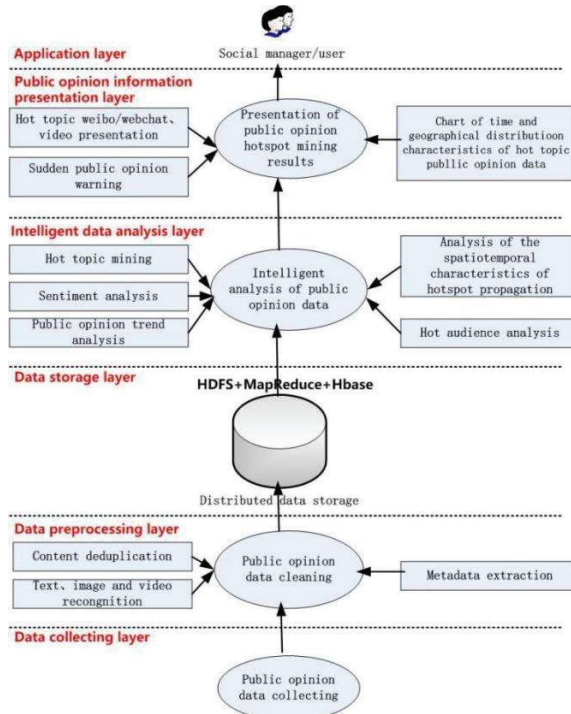 Application layer
Social manager/user
Public opinion information
presentation layer
Hot topic weibo/webchat、
video presentation
Sudden public opinion
warning
Presentation of
public opinion
hotspot mining
results
Chart of time and
geographical distributioon
characteristics of hot topic
publlic opinion data
Intelligent data analysis layer
Hot topic mining
Sentiment analysis
Public opinion trend
analysis
Intelligent
analysis of public
opinion data
Analysis of the
spatiotemporal
characteristics of
hotspot propagation
Hot audience analysis
Data storage layer
HDFS+MapReduce+Hbase
Distributed data storage
Data preprocessing layer
Content deduplication
Text、image and video
recongnition
Public opinion
data cleaning
Metadata extraction
Data collecting layer
Public opinion
data collecting